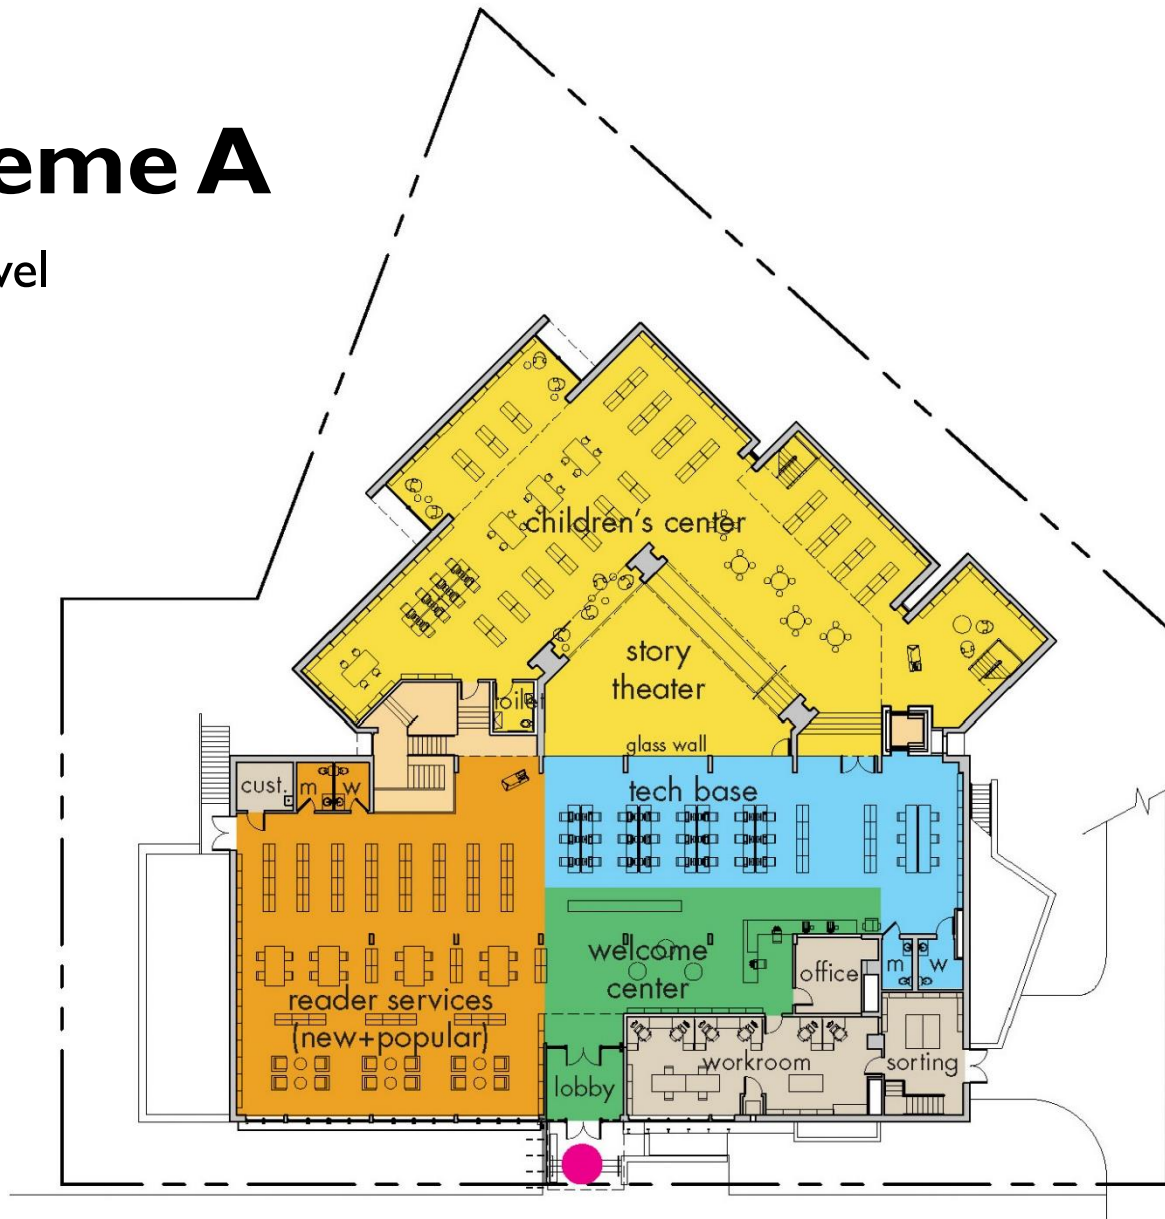 eme A
vel
children's center
story
theater
toilet
glass wall
cust.
m
w
tech base
welcome
center
office
m
w
reader services
(new+popular)
workroom
sorting
lobby